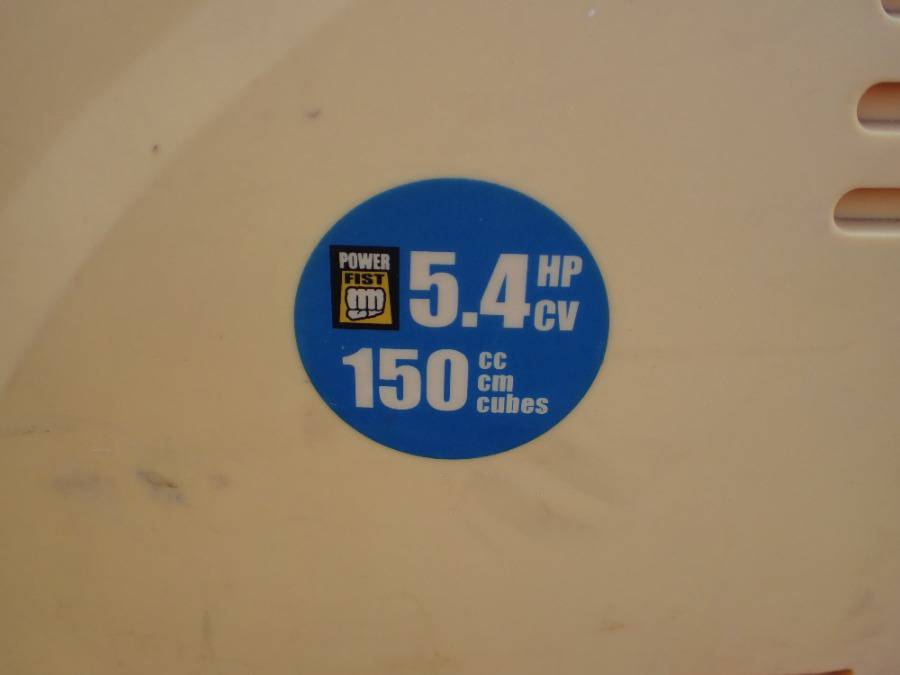 POWER
FIST
5.4 HP
CV
150 cc
cm
cubes